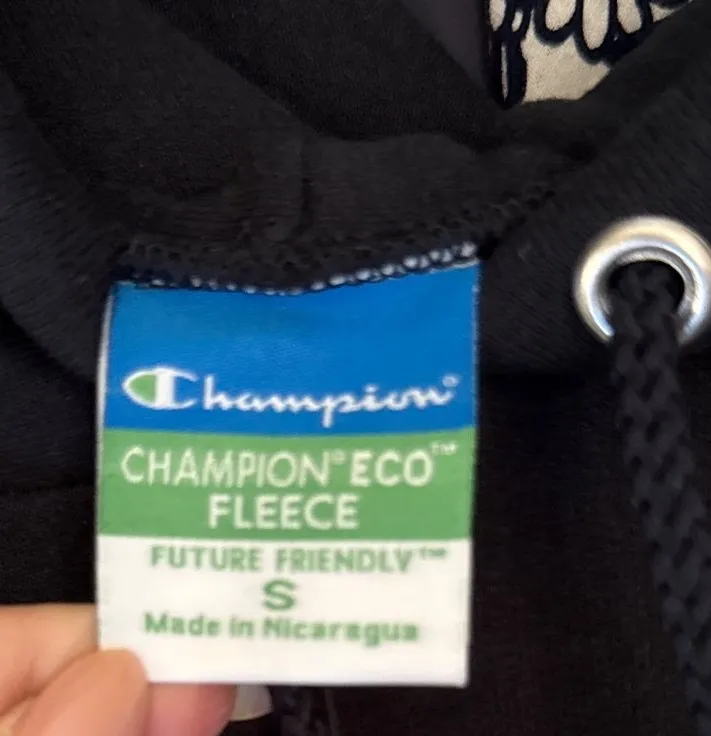 Champion®
CHAMPION® ECO™
FLEECE
FUTURE FRIENDLY™
S
Made in Nicaragua